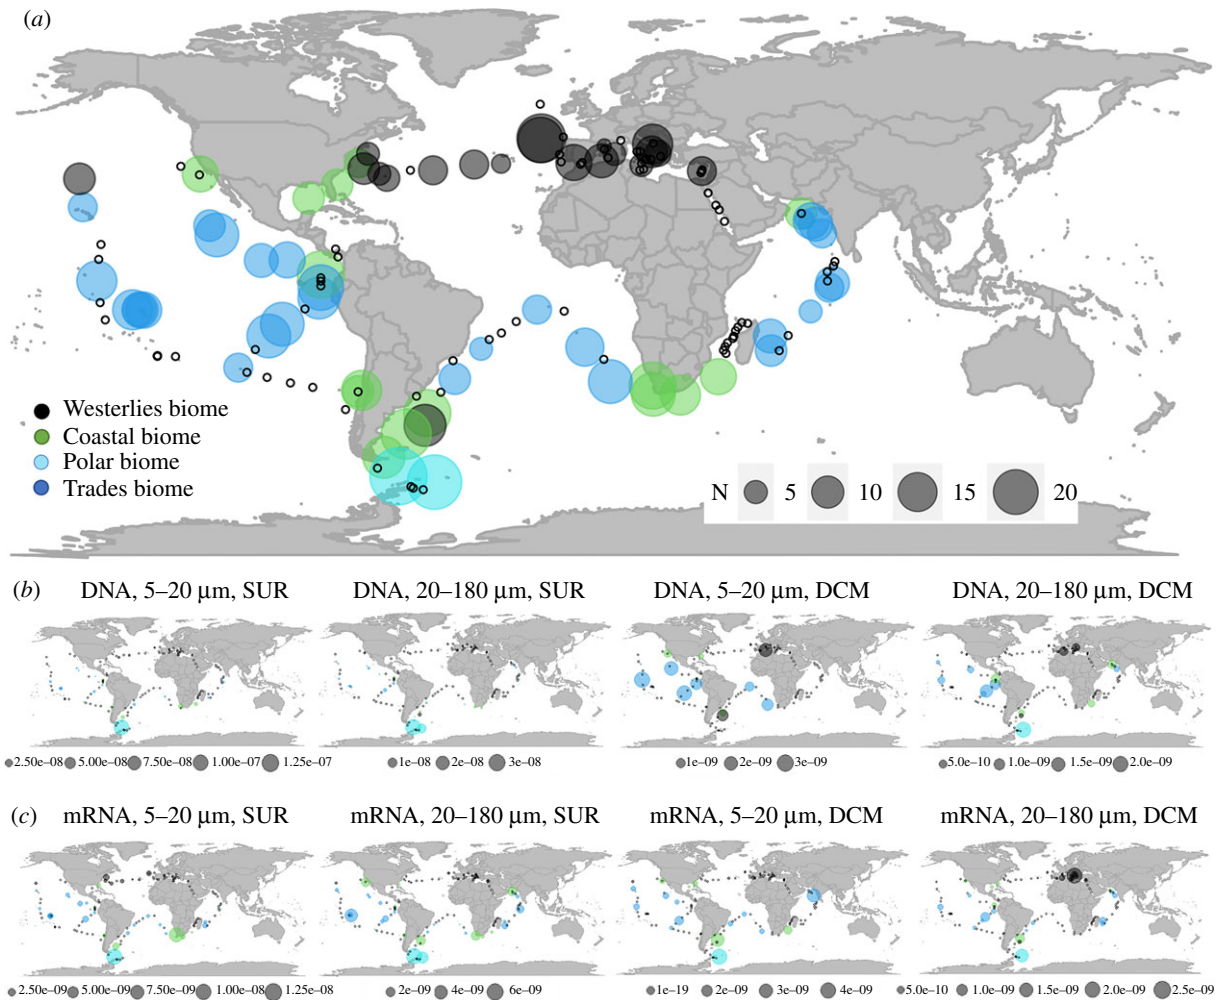 (a)
Westerlies biome
Coastal biome
Polar biome
Trades biome
N 5 10 15 20
(b) DNA, 5–20 µm, SUR DNA, 20–180 µm, SUR DNA, 5–20 µm, DCM DNA, 20–180 µm, DCM
2.50e–08 5.00e–08 7.50e–08 1.00e–07 1.25e–07 1e–08 2e–08 3e–08 1e–09 2e–09 3e–09 5.0e–10 1.0e–09 1.5e–09 2.0e–09
(c) mRNA, 5–20 µm, SUR mRNA, 20–180 µm, SUR mRNA, 5–20 µm, DCM mRNA, 20–180 µm, DCM
2.50e–09 5.00e–09 7.50e–09 1.00e–08 1.25e–08 2e–09 4e–09 6e–09 1e–19 2e–09 3e–09 4e–09 5.0e–10 1.0e–09 1.5e–09 2.0e–09 2.5e–09